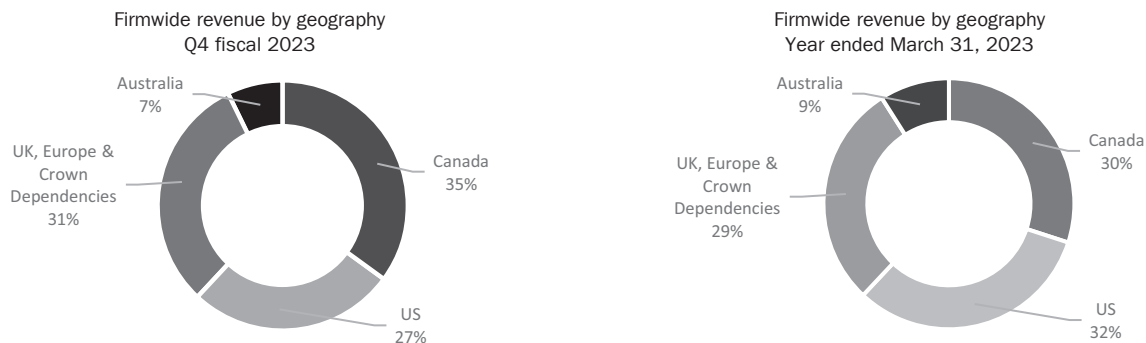 Firmwide revenue by geography
Q4 fiscal 2023
Australia
7%
UK, Europe &
Crown
Dependencies
31%
Canada
35%
US
27%
Firmwide revenue by geography
Year ended March 31, 2023
Australia
9%
UK, Europe &
Crown
Dependencies
29%
Canada
30%
US
32%